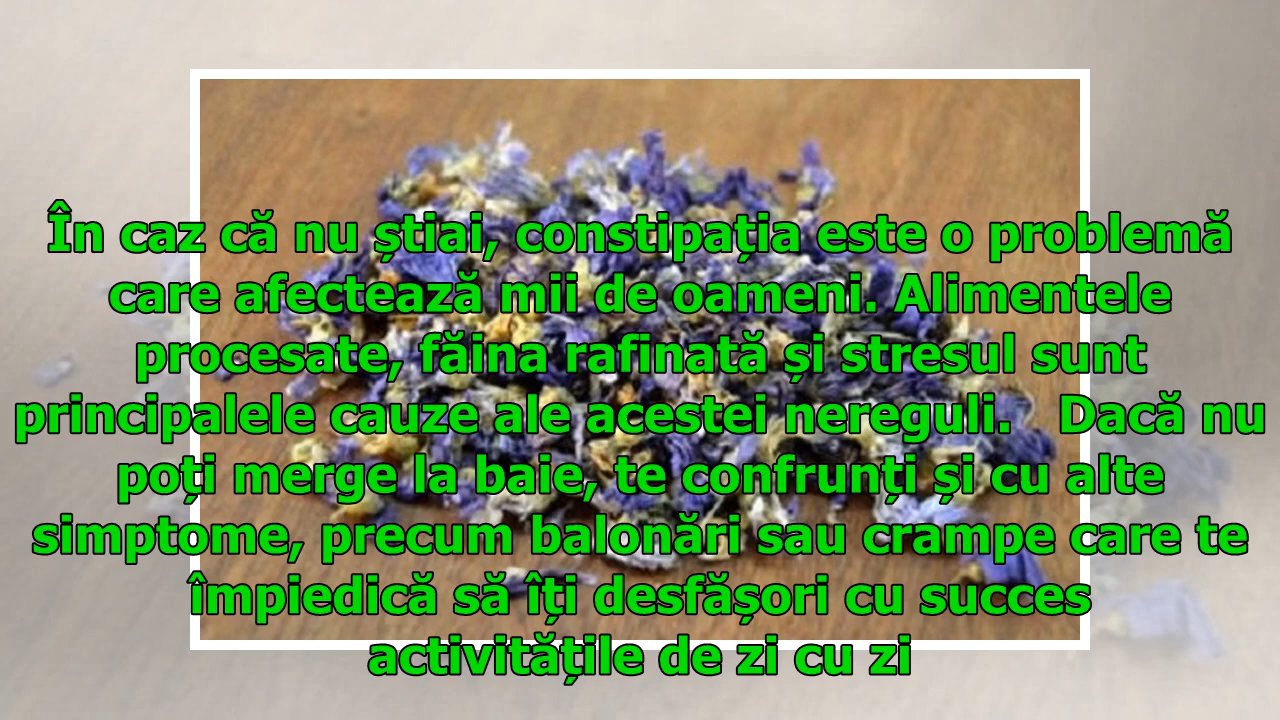 În caz că nu știai, constipația este o problemă
care afectează mii de oameni. Alimentele
procesate, făina rafinată și stresul sunt
principalele cauze ale acestei nereguli.   Dacă nu
poți merge la baie, te confrunți și cu alte
simptome, precum balonări sau crampe care te
împiedică să îți desfășori cu succes
activitățile de zi cu zi